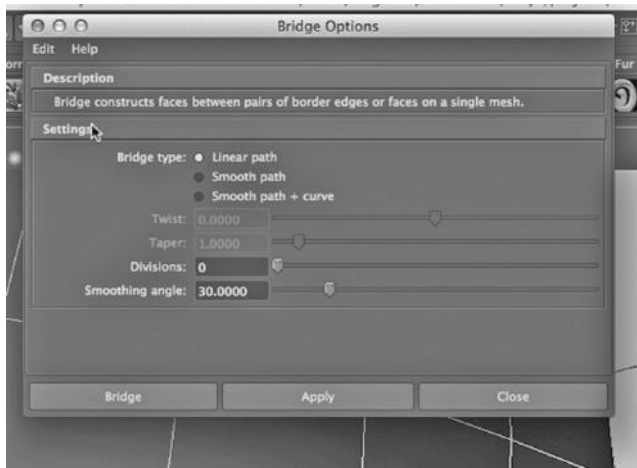 Bridge Options
Edit Help
Description
Bridge constructs faces between pairs of border edges or faces on a single mesh.
Settings
Bridge type: Linear path
Smooth path
Smooth path + curve
Twist: 0.0000
Taper: 1.0000
Divisions: 0
Smoothing angle: 30.0000
Bridge Apply Close
Fur